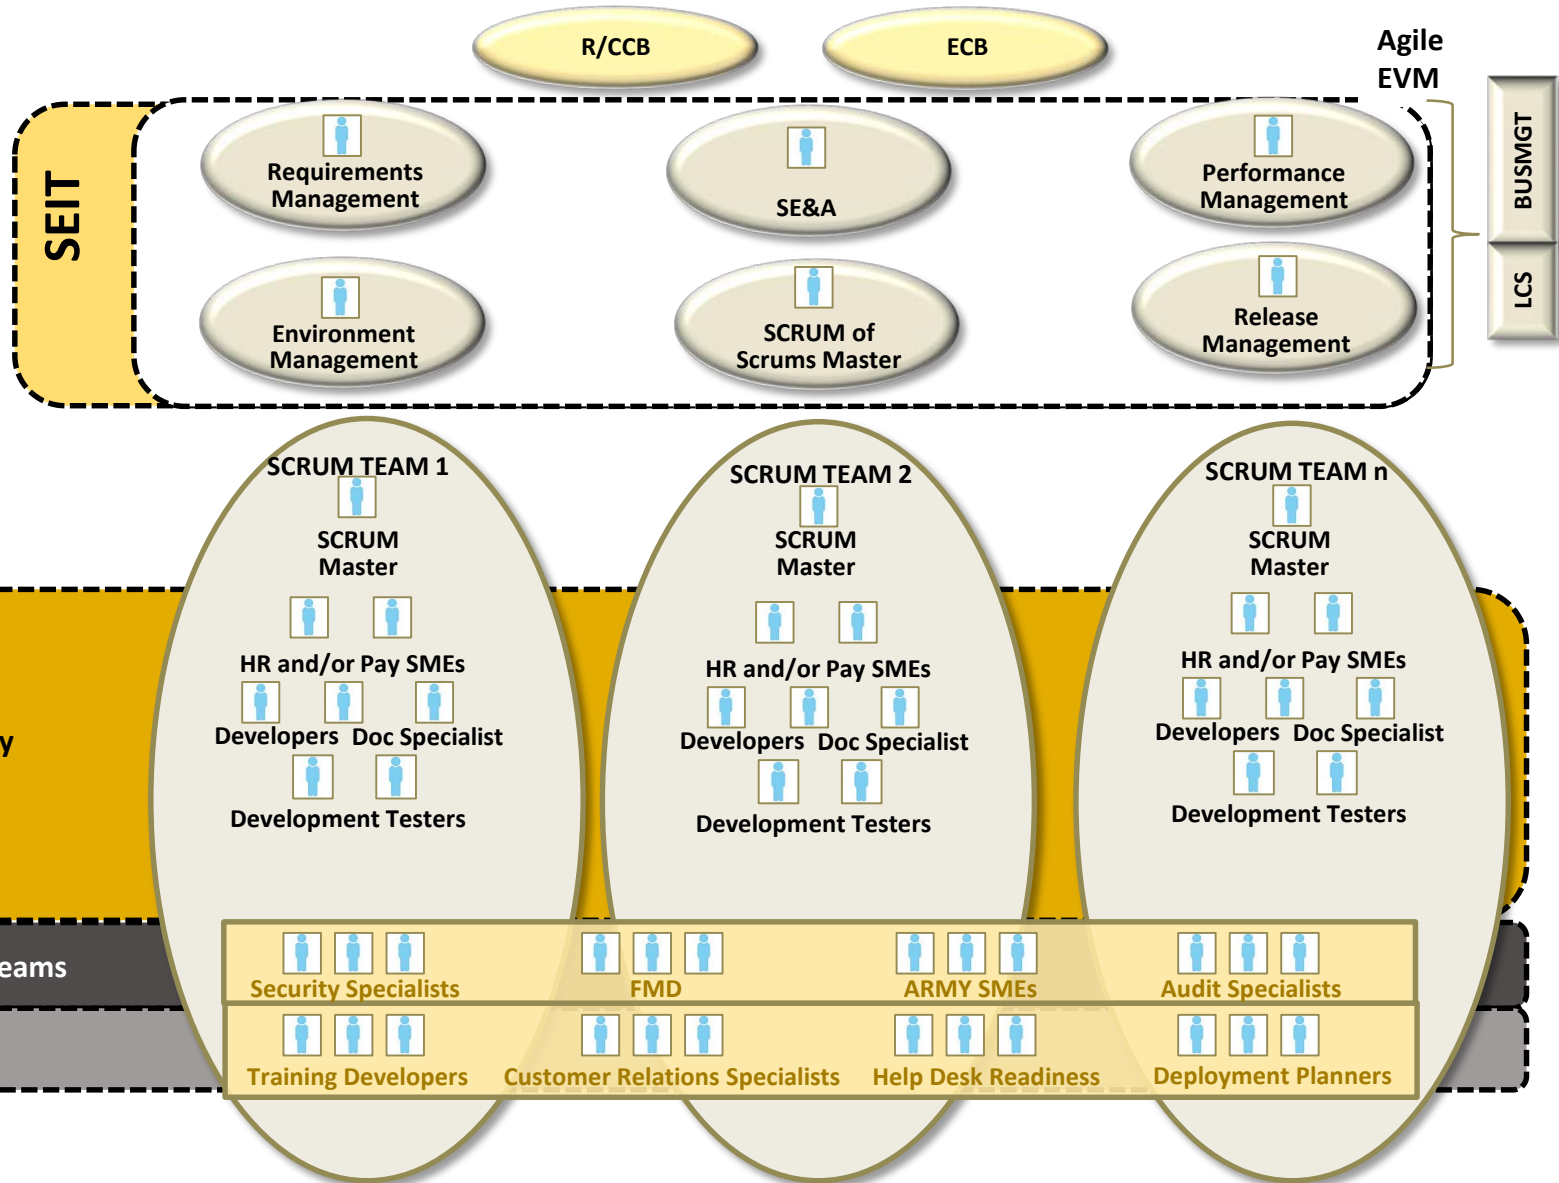 R/CCB
ECB
Agile
EVM
SEIT
Requirements
Management
SE&A
Performance
Management
BUSMGT
LCS
Environment
Management
SCRUM of
Scrums Master
Release
Management
SCRUM TEAM 1
SCRUM
Master
HR and/or Pay SMEs
Developers Doc Specialist
Development Testers
SCRUM TEAM 2
SCRUM
Master
HR and/or Pay SMEs
Developers Doc Specialist
Development Testers
SCRUM TEAM n
SCRUM
Master
HR and/or Pay SMEs
Developers Doc Specialist
Development Testers
y
eams
Security Specialists
FMD
ARMY SMEs
Audit Specialists
Training Developers
Customer Relations Specialists
Help Desk Readiness
Deployment Planners